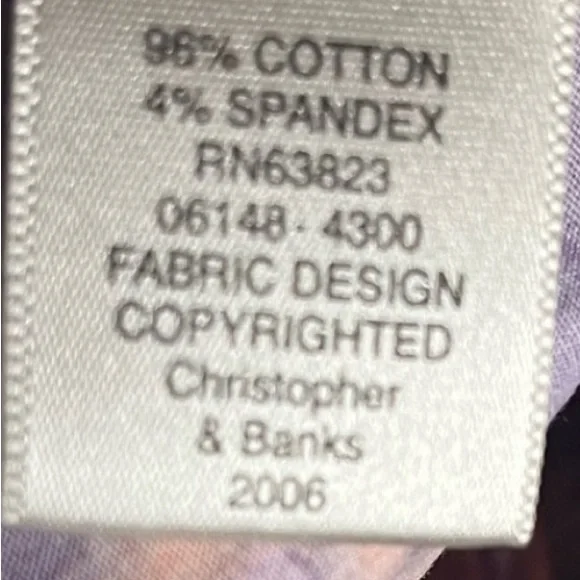 96% COTTON
4% SPANDEX
RN63823
06148-4300
FABRIC DESIGN
COPYRIGHTED
Christopher
& Banks
2006